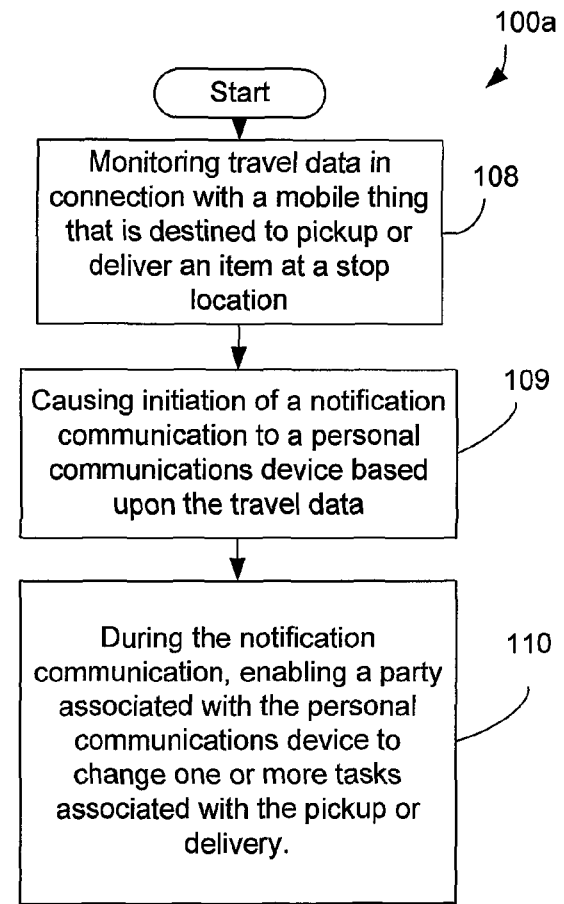 100a
Start
Monitoring travel data in
connection with a mobile thing
that is destined to pickup or
deliver an item at a stop
location
108
Causing initiation of a notification
communication to a personal
communications device based
upon the travel data
109
During the notification
communication, enabling a party
associated with the personal
communications device to
change one or more tasks
associated with the pickup or
delivery.
110